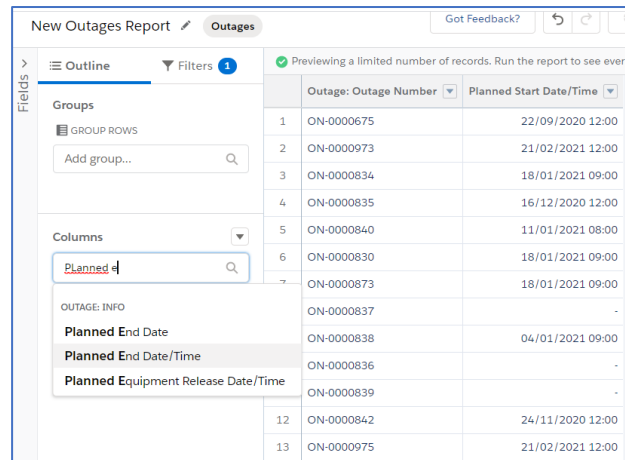 New Outages Report Outages Got Feedback?
Fields
Outline Filters 1
Previewing a limited number of records. Run the report to see ever
Groups
GROUP ROWS
Add group...
Columns
PLanned e
OUTAGE: INFO
Planned End Date
Planned End Date/Time
Planned Equipment Release Date/Time
Outage: Outage Number Planned Start Date/Time
1 ON-0000675 22/09/2020 12:00
2 ON-0000973 21/02/2021 12:00
3 ON-0000834 18/01/2021 09:00
4 ON-0000835 16/12/2020 12:00
5 ON-0000840 11/01/2021 08:00
6 ON-0000830 18/01/2021 09:00
7 ON-0000873 18/01/2021 09:00
ON-0000837 -
ON-0000838 04/01/2021 09:00
ON-0000836 -
ON-0000839 -
12 ON-0000842 24/11/2020 12:00
13 ON-0000975 21/02/2021 12:00